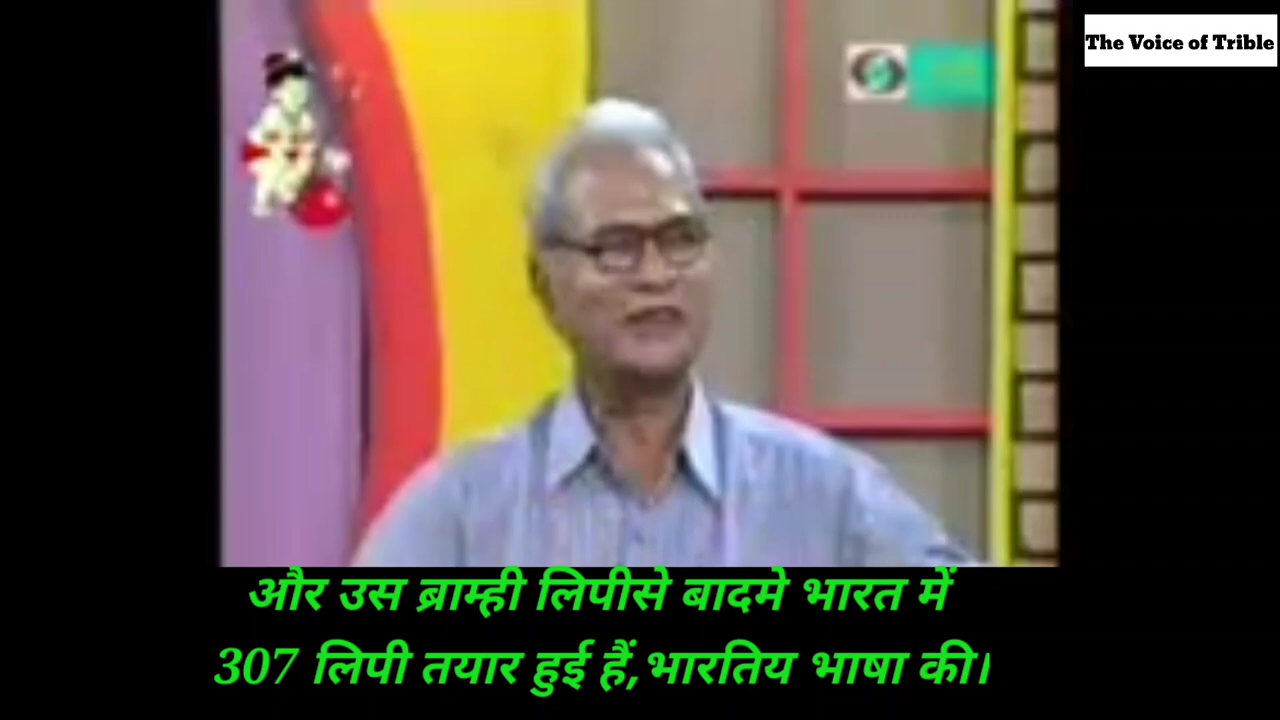 The Voice of Trible
और उस ब्राम्ही लिपीसे बादमे भारत में
307 लिपी तयार हुई हैं,भारतिय भाषा की।